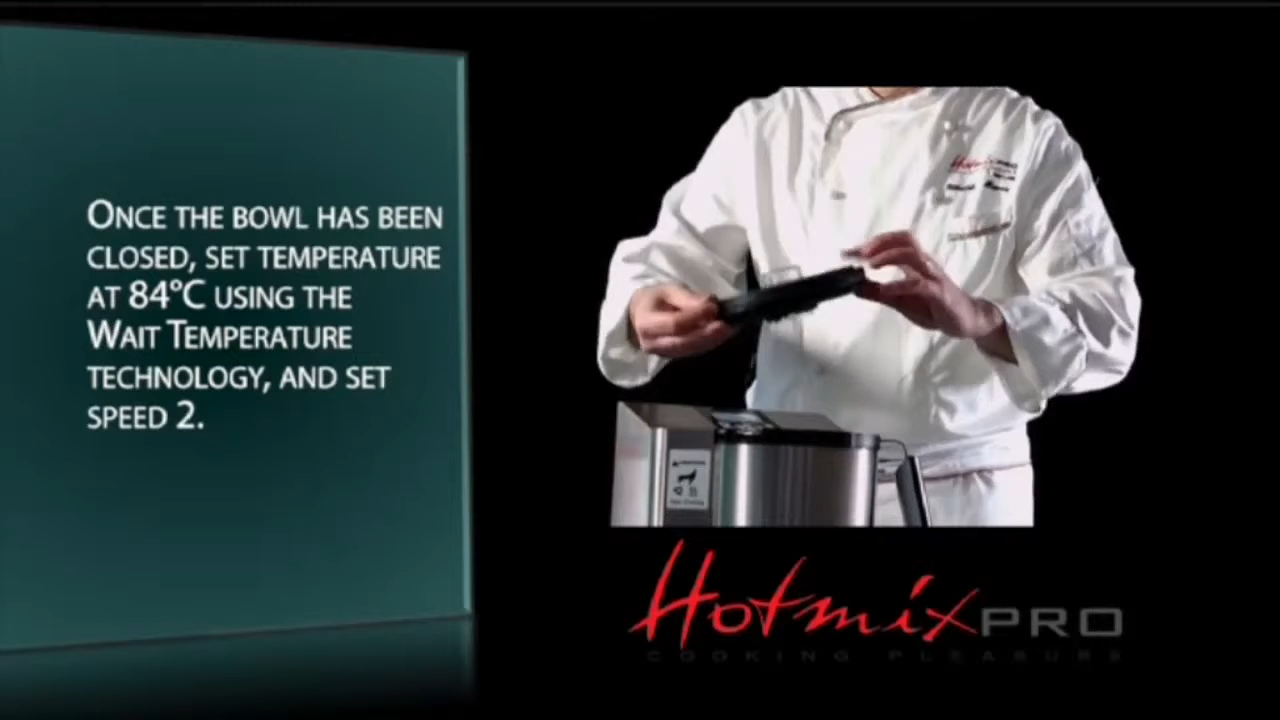 Once the bowl has been
closed, set temperature
at 84°C using the
Wait Temperature
technology, and set
speed 2.
Hotmix PRO
COOKING PLEASURE